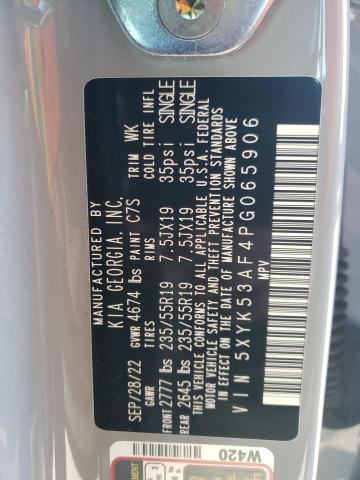 MANUFACTURED BY
KIA GEORGIA, INC.
SEP/28/22 GVWR 4674 lbs PAINT C7S TRIM WK
GAWR TIRES RIMS COLD TIRE INFL
FRONT 2777 lbs 235/55R19 7.5JX19 35psi SINGLE
REAR 2645 lbs 235/55R19 7.5JX19 35psi SINGLE
THIS VEHICLE CONFORMS TO ALL APPLICABLE U.S.A. FEDERAL
MOTOR VEHICLE SAFETY AND THEFT PREVENTION STANDARDS
IN EFFECT ON THE DATE OF MANUFACTURE SHOWN ABOVE
VIN 5XYK53AF4PG065906
MPV
W420